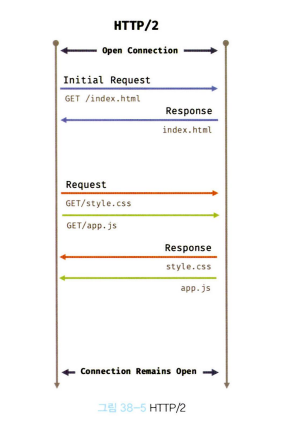 HTTP/2
Open Connection
Initial Request
GET /index.html
Response
index.html
Request
GET/style.css
GET/app.js
Response
style.css
app.js
Connection Remains Open
그림 38-5 HTTP/2